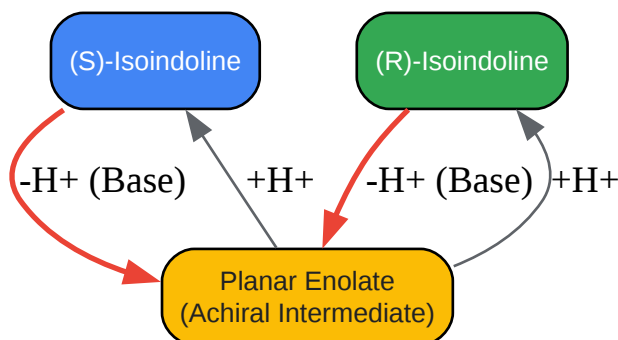 (S)-Isoindoline
(R)-Isoindoline
-H+ (Base)
+H+
-H+ (Base)
+H+
Planar Enolate
(Achiral Intermediate)